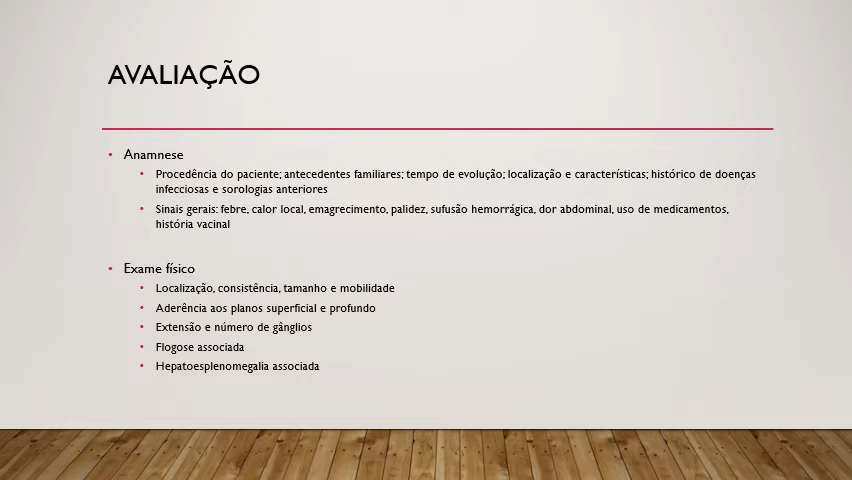 AVALIAÇÃO
• Anamnese
• Procedência do paciente; antecedentes familiares; tempo de evolução; localização e características; histórico de doenças
infecciosas e sorologias anteriores
• Sinais gerais: febre, calor local, emagrecimento, palidez, sufusão hemorrágica, dor abdominal, uso de medicamentos,
história vacinal
• Exame físico
• Localização, consistência, tamanho e mobilidade
• Aderência aos planos superficial e profundo
• Extensão e número de gânglios
• Flogose associada
• Hepatoesplenomegalia associada